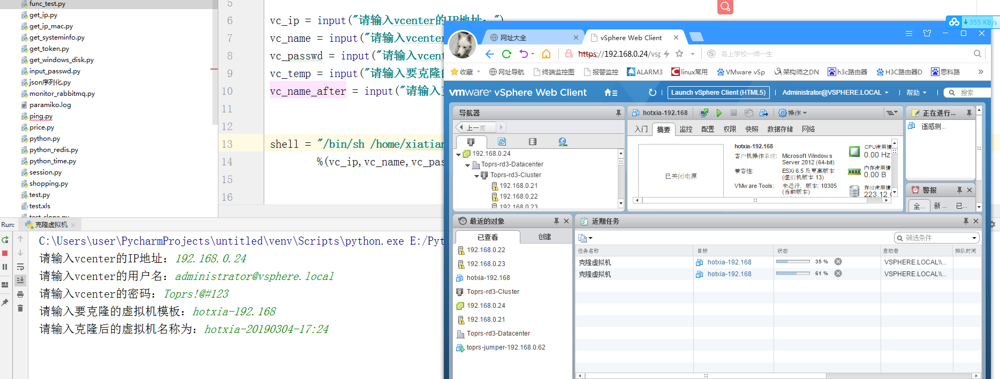 func_test.py
get_ip.py
get_ip_mac.py
get_systeminfo.py
get_token.py
get_windows_disk.py
input_passwd.py
json序列化.py
monitor_rabbitmq.py
paramiko.log
ping.py
price.py
python.py
python_redis.py
python_time.py
session.py
shopping.py
test.py
test.xls
test_clone.py
5
6 vc_ip = input("请输入vcenter的IP地址: ")
7 vc_name = input("请输入vcenter
8 vc_passwd = input("请输入vcent
9 vc_temp = input("请输入要克隆的
10 vc_name_after = input("请输入
11
12
13 shell = "/bin/sh /home/xiatian
14 %(vc_ip,vc_name,vc_pas
15
16
Run: 克隆虚拟机
C:\Users\user\PycharmProjects\untitled\venv\Scripts\python.exe E:/Pyt
请输入vcenter的IP地址: 192.168.0.24
请输入vcenter的用户名: administrator@vsphere.local
请输入vcenter的密码: Toprs!@#123
请输入要克隆的虚拟机模板: hotxia-192.168
请输入克隆后的虚拟机名称为: hotxia-20190304-17:24
355 KB/s
网址大全
vSphere Web Client
https://192.168.0.24/vsp
岛上学校一师一生
收藏 网址导航 终端监控图 报警监控 ALARM3 linux常用 VMware vSp 架构师之DN h3c路由器 H3C路由器D 思科路
vmware® vSphere Web Client
Launch vSphere Client (HTML5)
Administrator@VSPHERE.LOCAL
帮助
搜索
导航器
上一页
192.168.0.24
Toprs-rd3-Datacenter
Toprs-rd3-Cluster
192.168.0.21
192.168.0.22
192.168.0.23
hotxia-192.168
操作
入门 摘要 监控 配置 权限 快照 数据存储 网络
已关闭电源
hotxia-192.168
客户机操作系统: Microsoft Windows
Server 2012 (64-bit)
兼容性: ESXi 6.5 及更高版本
(虚拟机版本 13)
VMware Tools: 未运行，版本: 10305
(当前版本)
CPU使用情
0.00 Hz
内存使用情
0.00 B
存储使用情
223.12
正在进行...
遥感测...
警报
全... 新 ... 已...
最近的对象
已查看 创建
192.168.0.22
192.168.0.23
hotxia-192.168
Toprs-rd3-Cluster
192.168.0.24
192.168.0.21
Toprs-rd3-Datacenter
toprs-jumper-192.168.0.62
近期任务
筛选条件
任务名称 目标 状态 启动者 排队时间
克隆虚拟机 hotxia-192.168 35 % VSPHERE.LOCAL\\...
克隆虚拟机 hotxia-192.168 61 % VSPHERE.LOCAL\\...